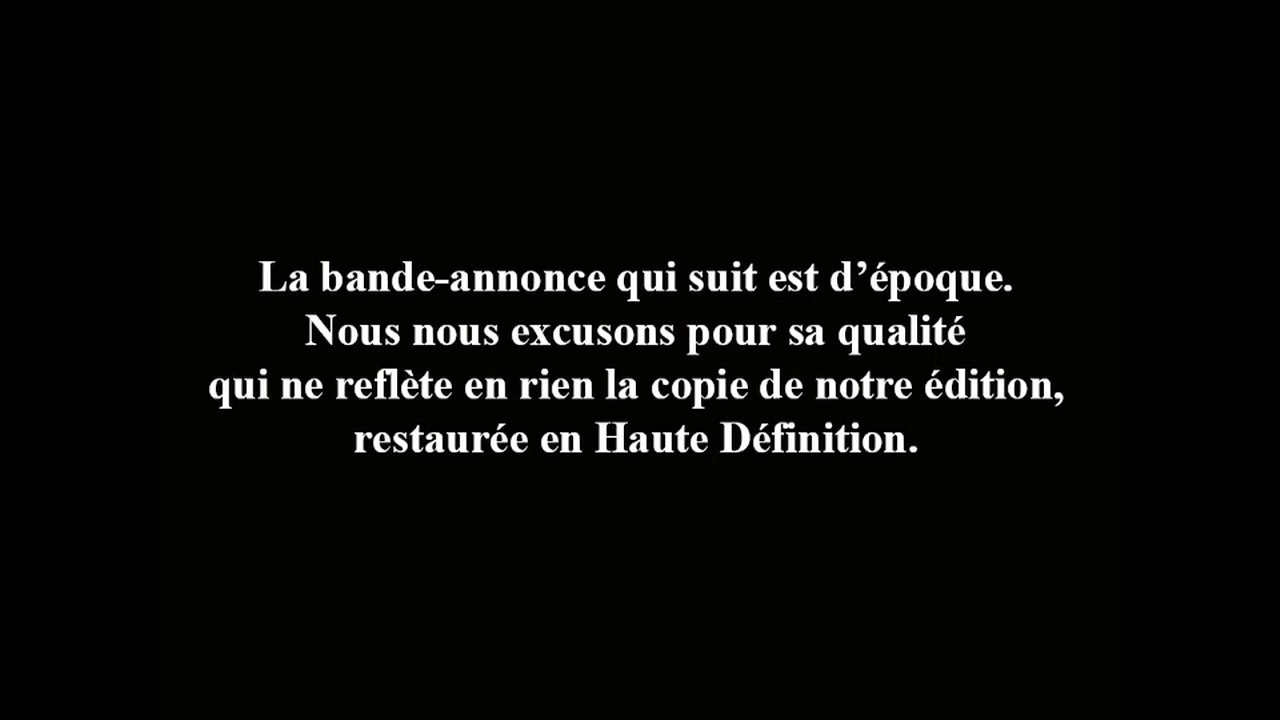 La bande-annonce qui suit est d’époque.
Nous nous excusons pour sa qualité
qui ne reflète en rien la copie de notre édition,
restaurée en Haute Définition.